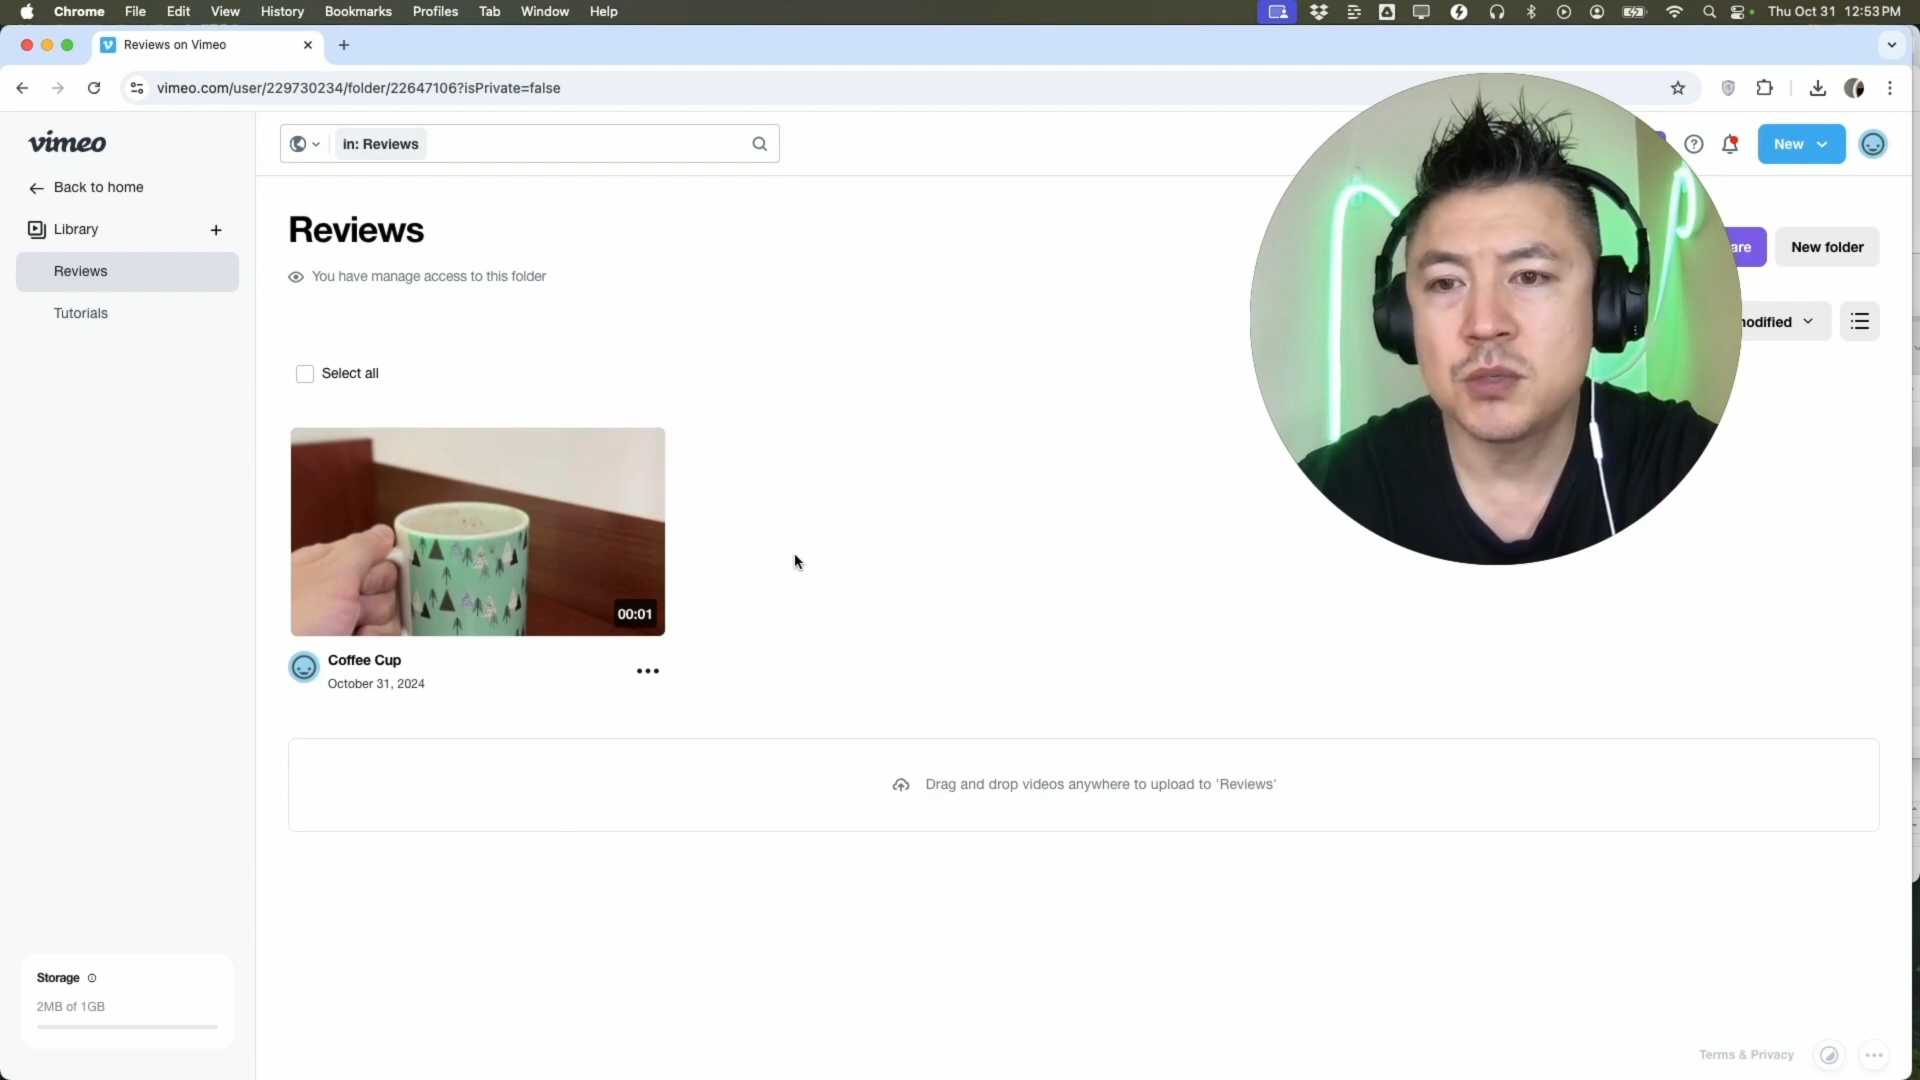 Chrome File Edit View History Bookmarks Profiles Tab Window Help
Thu Oct 31 12:53 PM
Reviews on Vimeo
vimeo.com/user/229730234/folder/22647106?isPrivate=false
vimeo
in: Reviews
New
Back to home
Library
Reviews
Tutorials
Reviews
You have manage access to this folder
are
New folder
modified
Select all
00:01
Coffee Cup
October 31, 2024
Drag and drop videos anywhere to upload to 'Reviews'
Storage
2MB of 1GB
Terms & Privacy